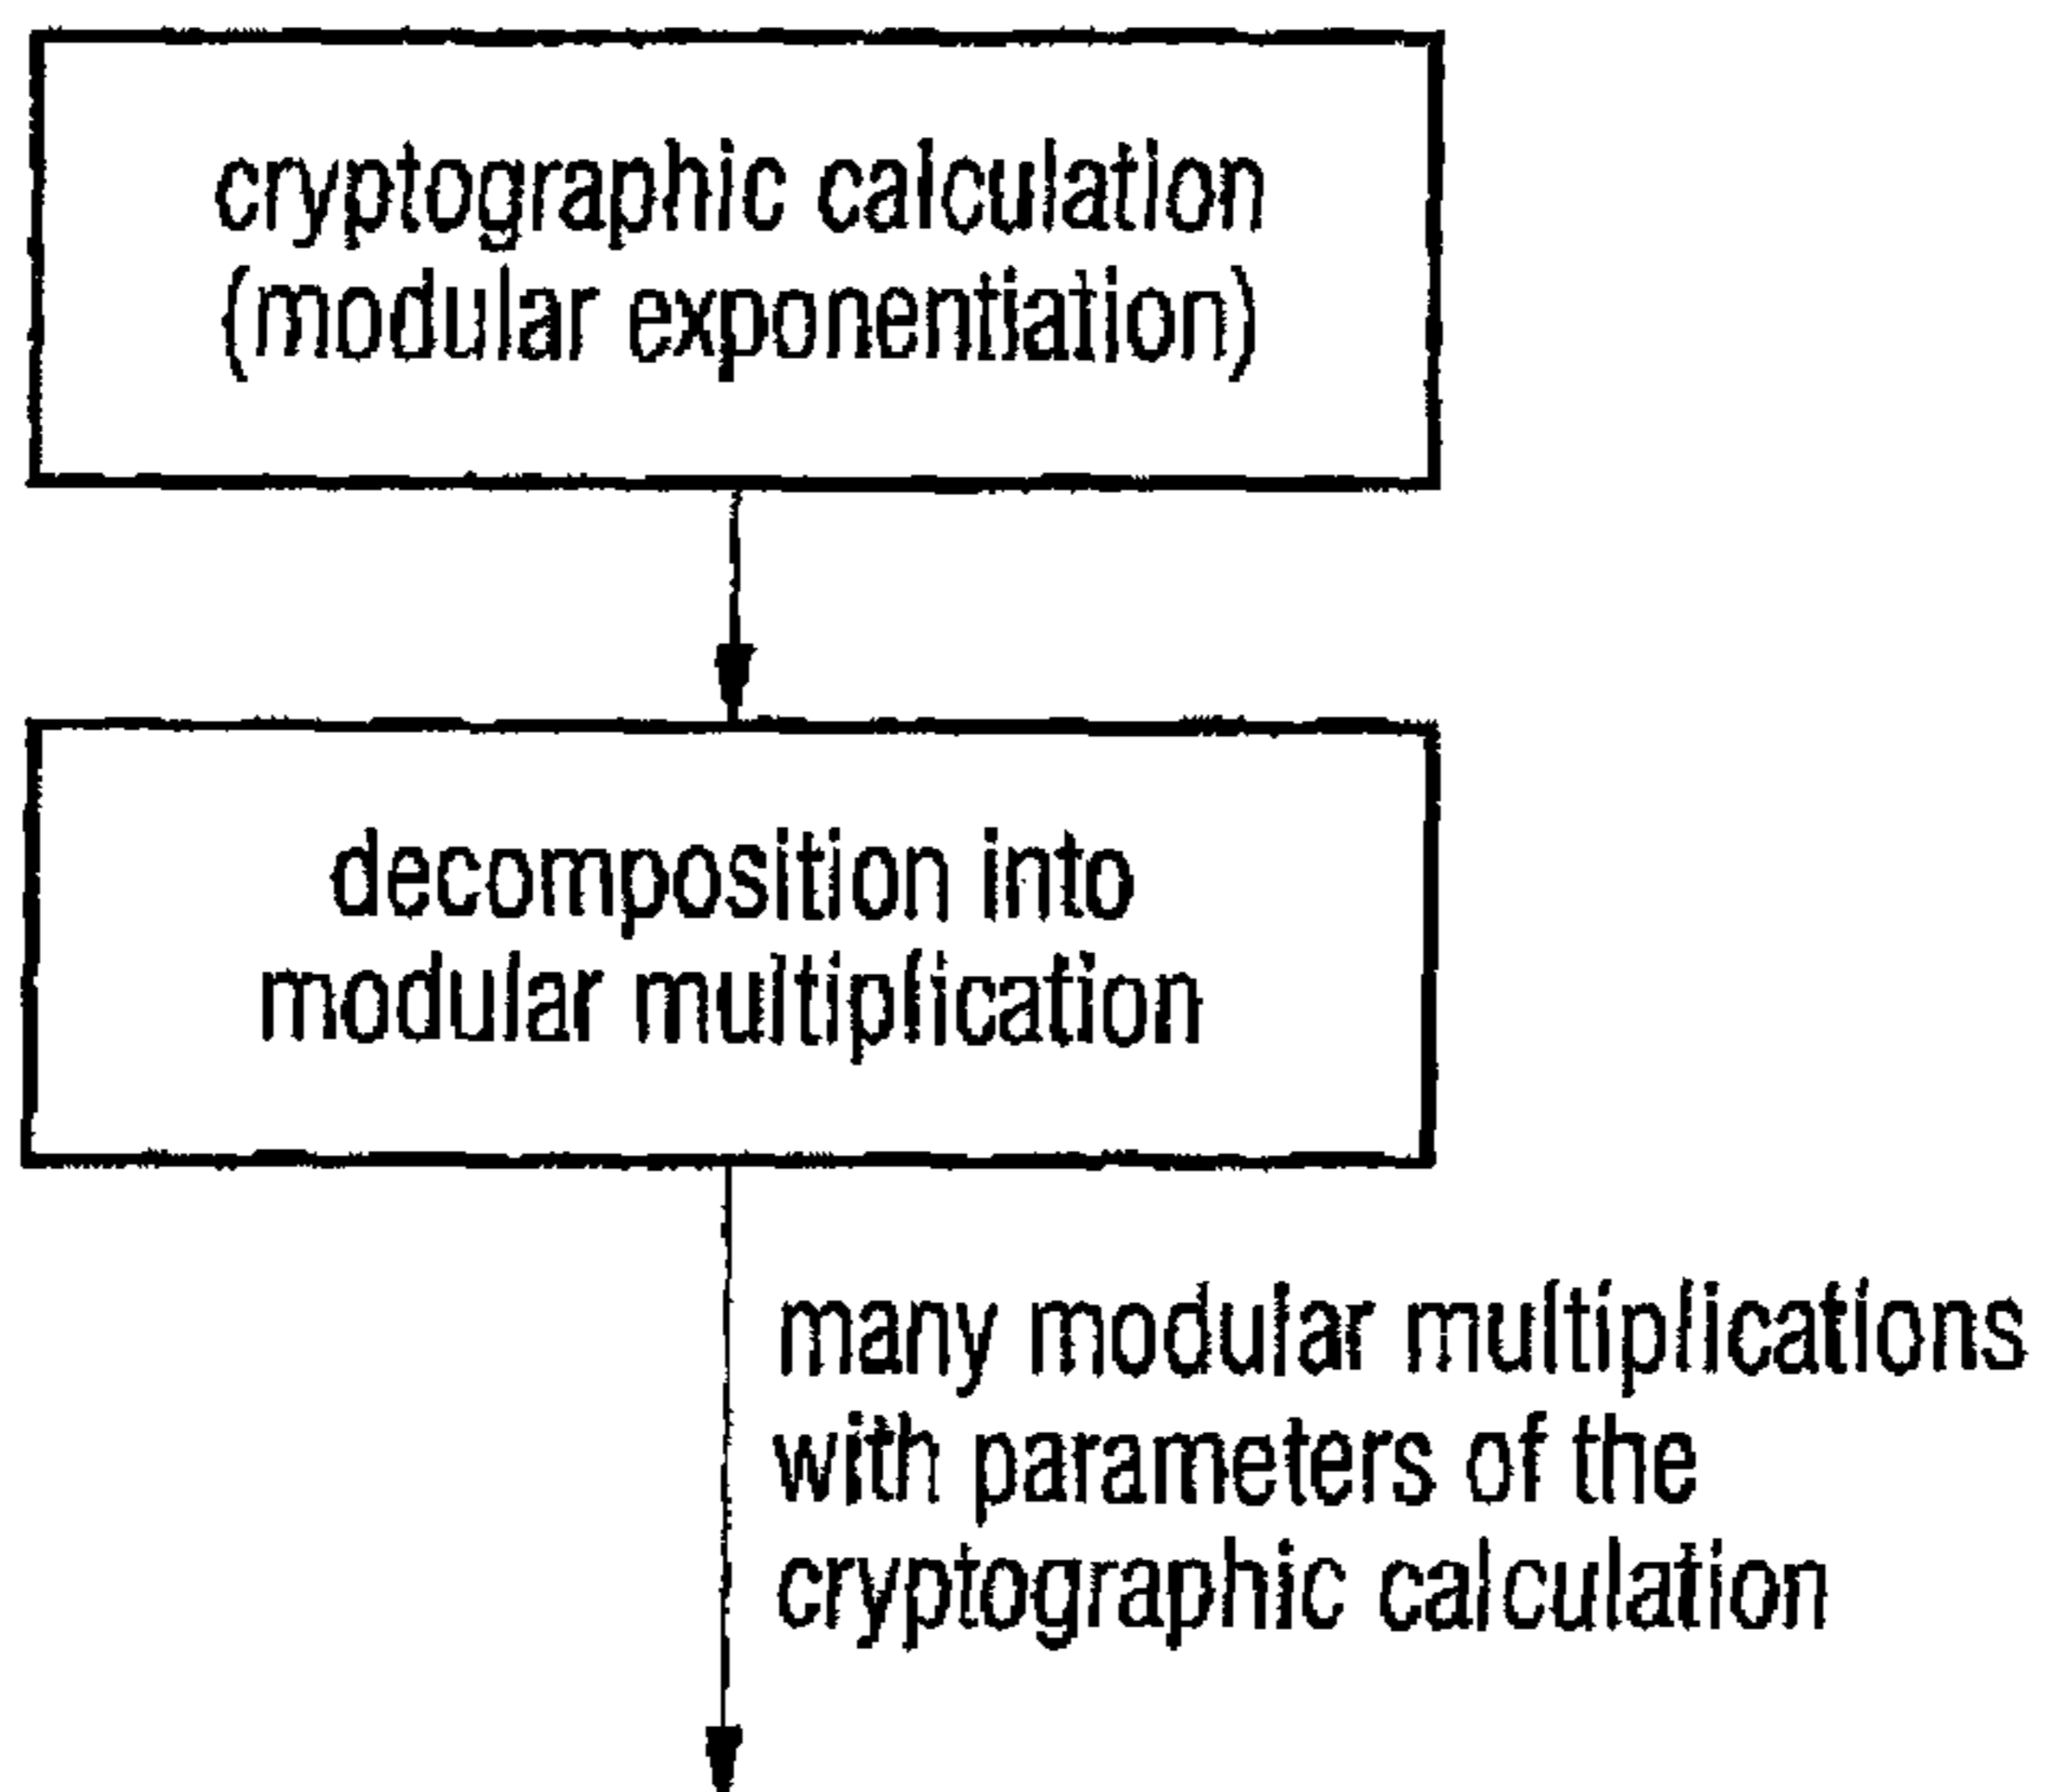 cryptographic calculation
(modular exponentiation)
decomposition into
modular multiplication
many modular multiplications
with parameters of the
cryptographic calculation